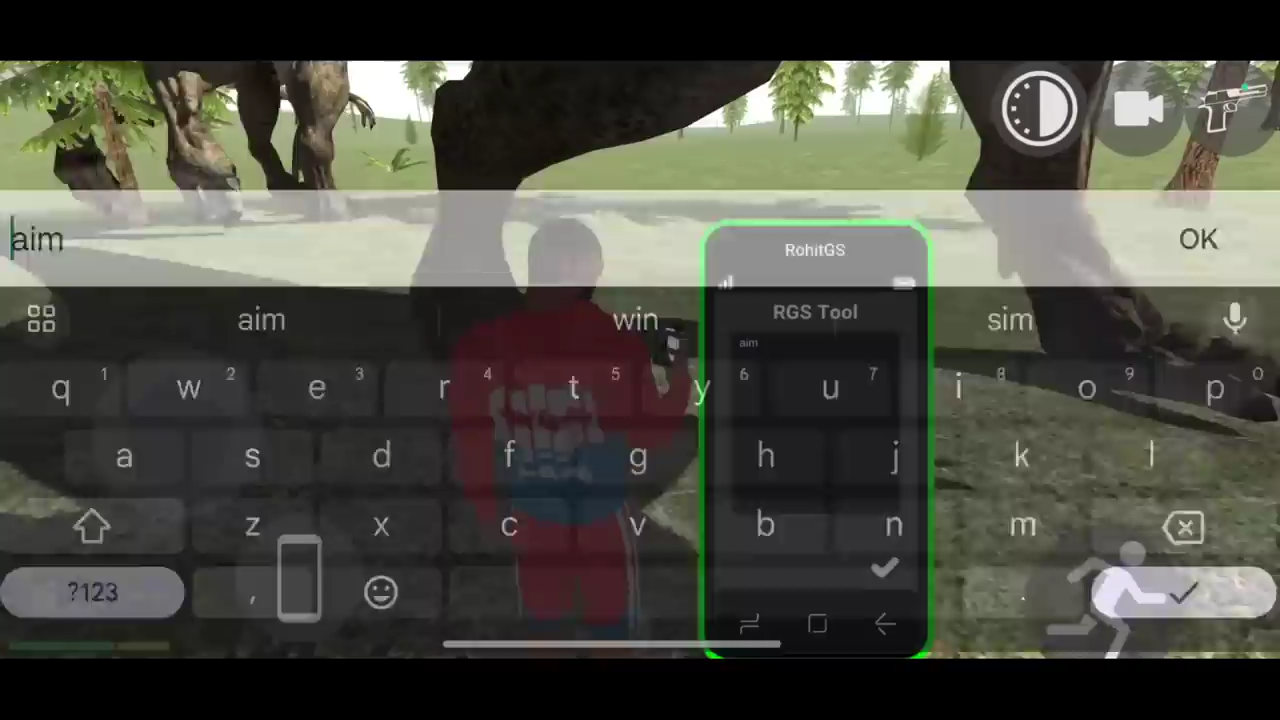 aim
OK
RohitGS
RGS Tool
aim
aim win sim
q 1 w 2 e 3 r 4 t 5 y 6 u 7 i 8 o 9 p 0
a s d f g h j k l
z x c v b n m
?123 , .